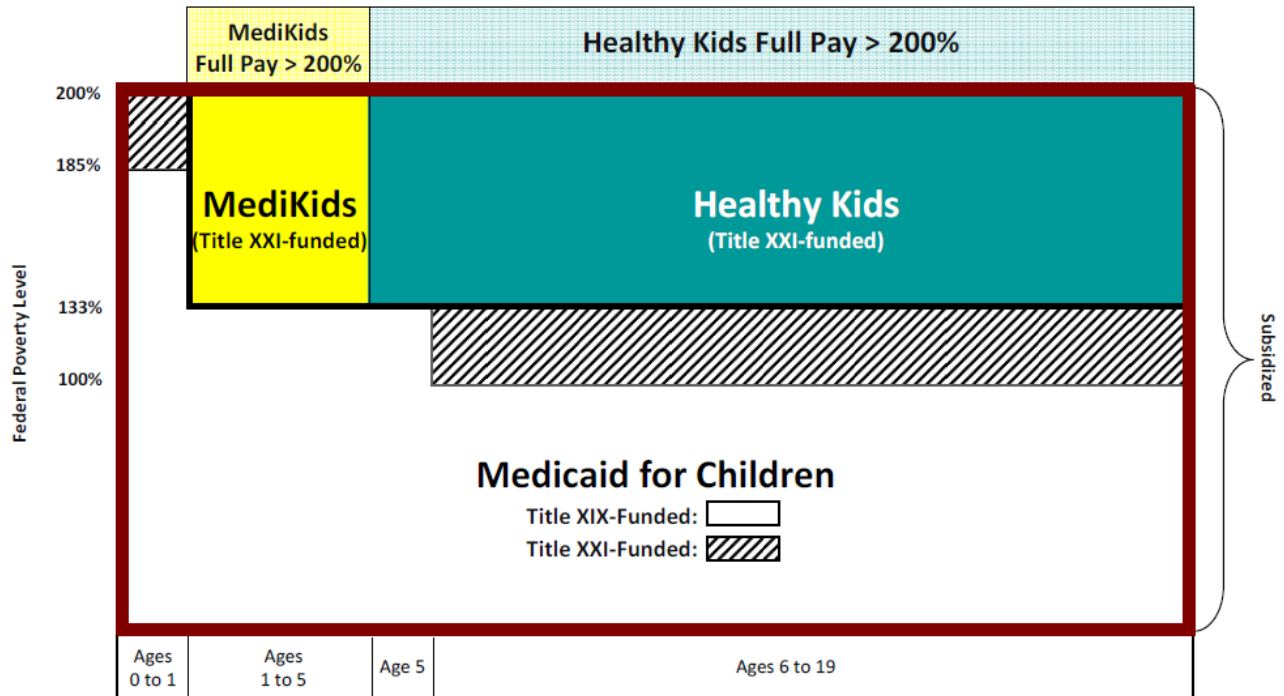 MediKids
Full Pay > 200%
Healthy Kids Full Pay > 200%
200%
185%
133%
100%
Federal Poverty Level
MediKids
(Title XXI-funded)
Healthy Kids
(Title XXI-funded)
Subsidized
Medicaid for Children
Title XIX-Funded:
Title XXI-Funded:
Ages
0 to 1
Ages
1 to 5
Age 5
Ages 6 to 19